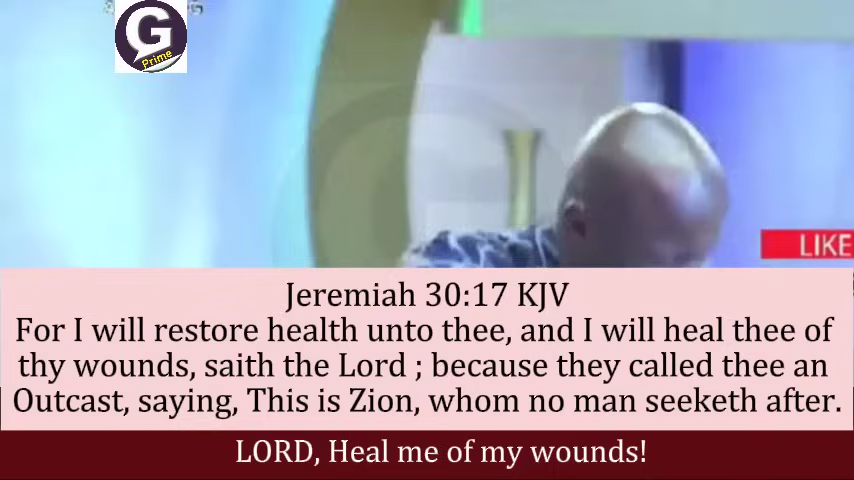 G
Prime
LIKE
Jeremiah 30:17 KJV
For I will restore health unto thee, and I will heal thee of
thy wounds, saith the Lord ; because they called thee an
Outcast, saying, This is Zion, whom no man seeketh after.
LORD, Heal me of my wounds!